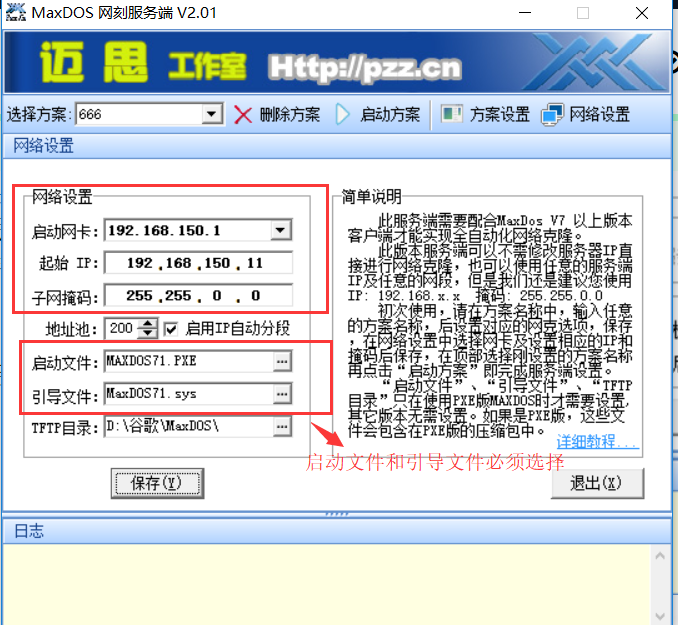 MaxDOS 网刻服务端 V2.01
迈思 工作室 Http://pzz.cn
选择方案: 666 删除方案 启动方案 方案设置 网络设置
网络设置
网络设置
启动网卡: 192.168.150.1
起始 IP: 192 .168 .150 . 11
子网掩码: 255 .255 . 0 . 0
地址池: 200 启用IP自动分段
启动文件: MAXDOS71.PXE ...
引导文件: MaxDOS71.sys ...
TFTP目录: D:\谷歌\MaxDOS\ ...
保存(Y)
简单说明
此服务端需要配合MaxDos V7 以上版本
客户端才能实现全自动化网络克隆。
此版本服务端可以不需修改服务器IP直
接进行网络克隆，也可以使用任意的服务端
IP及任意的网段，但是我们还是建议您使用
IP: 192.168.x.x 掩码: 255.255.0.0
初次使用，请在方案名称中，输入任意
的方案名称，后设置对应的网克选项，保存
，在网络设置中选择网卡及设置相应的IP和
掩码后保存，在顶部选择刚设置的方案名称
再点击“启动方案”即完成服务端设置。
“启动文件”、“引导文件”、“TFTP
目录”只在使用PXE版MAXDOS时才需要设置，
其它版本无需设置。如果是PXE版，这些文
件会包含在PXE版的压缩包中。
详细教程...
启动文件和引导文件必须选择
退出(X)
日志